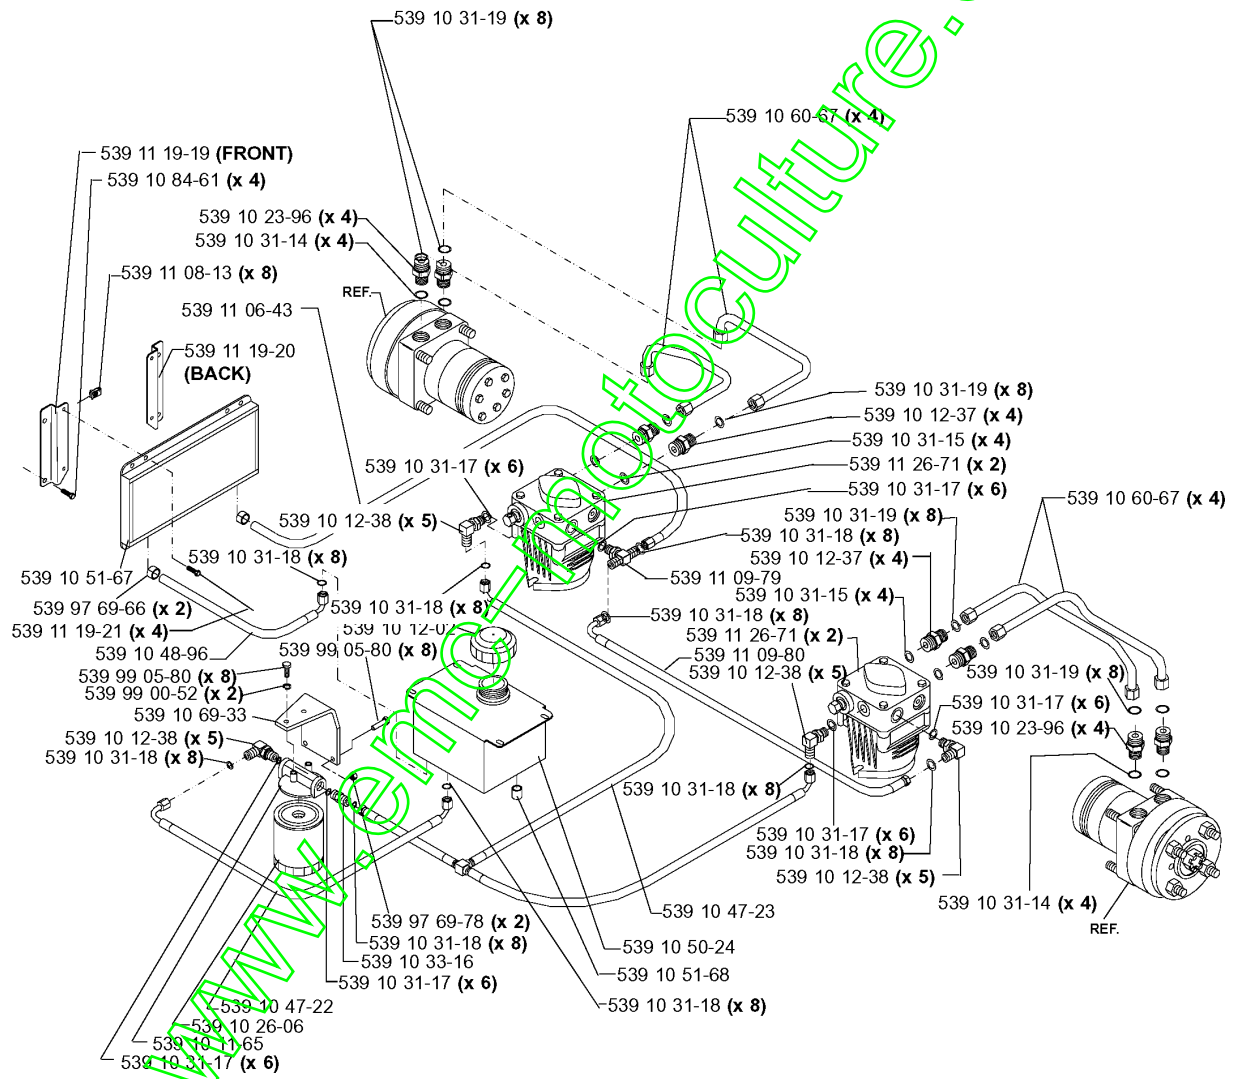 539 10 31-19 (x 8)
539 10 60-67 (x 4)
539 11 19-19 (FRONT)
539 10 84-61 (x 4)
539 10 23-96 (x 4)
539 10 31-14 (x 4)
539 11 08-13 (x 8)
REF.
539 11 06-43
539 11 19-20
(BACK)
539 10 31-19 (x 8)
539 10 12-37 (x 4)
539 10 31-15 (x 4)
539 11 26-71 (x 2)
539 10 31-17 (x 6)
539 10 31-17 (x 6)
539 10 60-67 (x 4)
539 10 31-19 (x 8)
539 10 12-38 (x 5)
539 10 31-18 (x 8)
539 10 31-18 (x 8)
539 10 12-37 (x 4)
539 10 51-67
539 11 09-79
539 10 31-15 (x 4)
539 97 69-66 (x 2)
539 10 31-18 (x 8)
539 10 31-18 (x 8)
539 11 19-21 (x 4)
539 10 12-02
539 11 26-71 (x 2)
539 10 48-96
539 99 05-80 (x 8)
539 11 09-80
539 99 05-80 (x 8)
539 10 12-38 (x 5)
539 10 31-19 (x 8)
539 99 00-52 (x 2)
539 10 31-17 (x 6)
539 10 69-33
539 10 23-96 (x 4)
539 10 12-38 (x 5)
539 10 31-18 (x 8)
539 10 31-18 (x 8)
539 10 31-17 (x 6)
539 10 31-18 (x 8)
539 10 12-38 (x 5)
539 10 31-14 (x 4)
REF.
539 10 47-23
539 97 69-78 (x 2)
539 10 31-18 (x 8)
539 10 50-24
539 10 33-16
539 10 51-68
539 10 31-17 (x 6)
539 10 31-18 (x 8)
539 10 47-22
539 10 26-06
539 10 11-65
539 10 31-17 (x 6)
www.emc-motoculture.